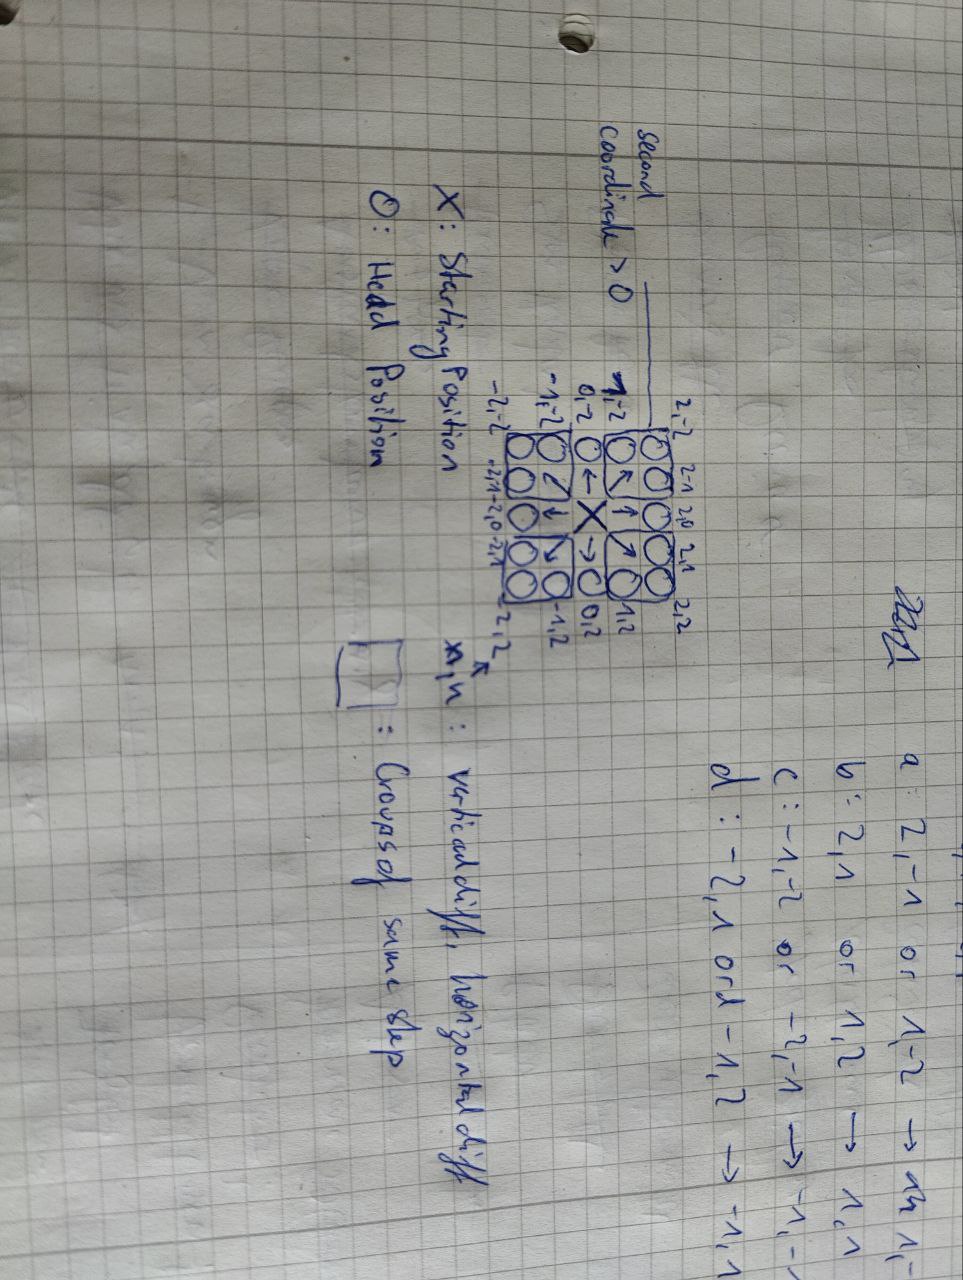 a: 2,-1 or 1,-2 → 1,-
b: 2,1 or 1,2 → 1,1
c: -1,-2 or -2,-1 → -1,-1
d: -2,1 or -1,2 → -1,1
2,-2 2-1 2,0 2,1 2,2
second
coordinate > 0
1,-2 1,2
0,-2 X 0,2
-1,-2 -1,2
-2,-2 -2,-1 -2,0 -2,1 -2,2
X: Starting Position
n,n: vertical diff, horizontal diff
O: Head Position
: Groups of same step